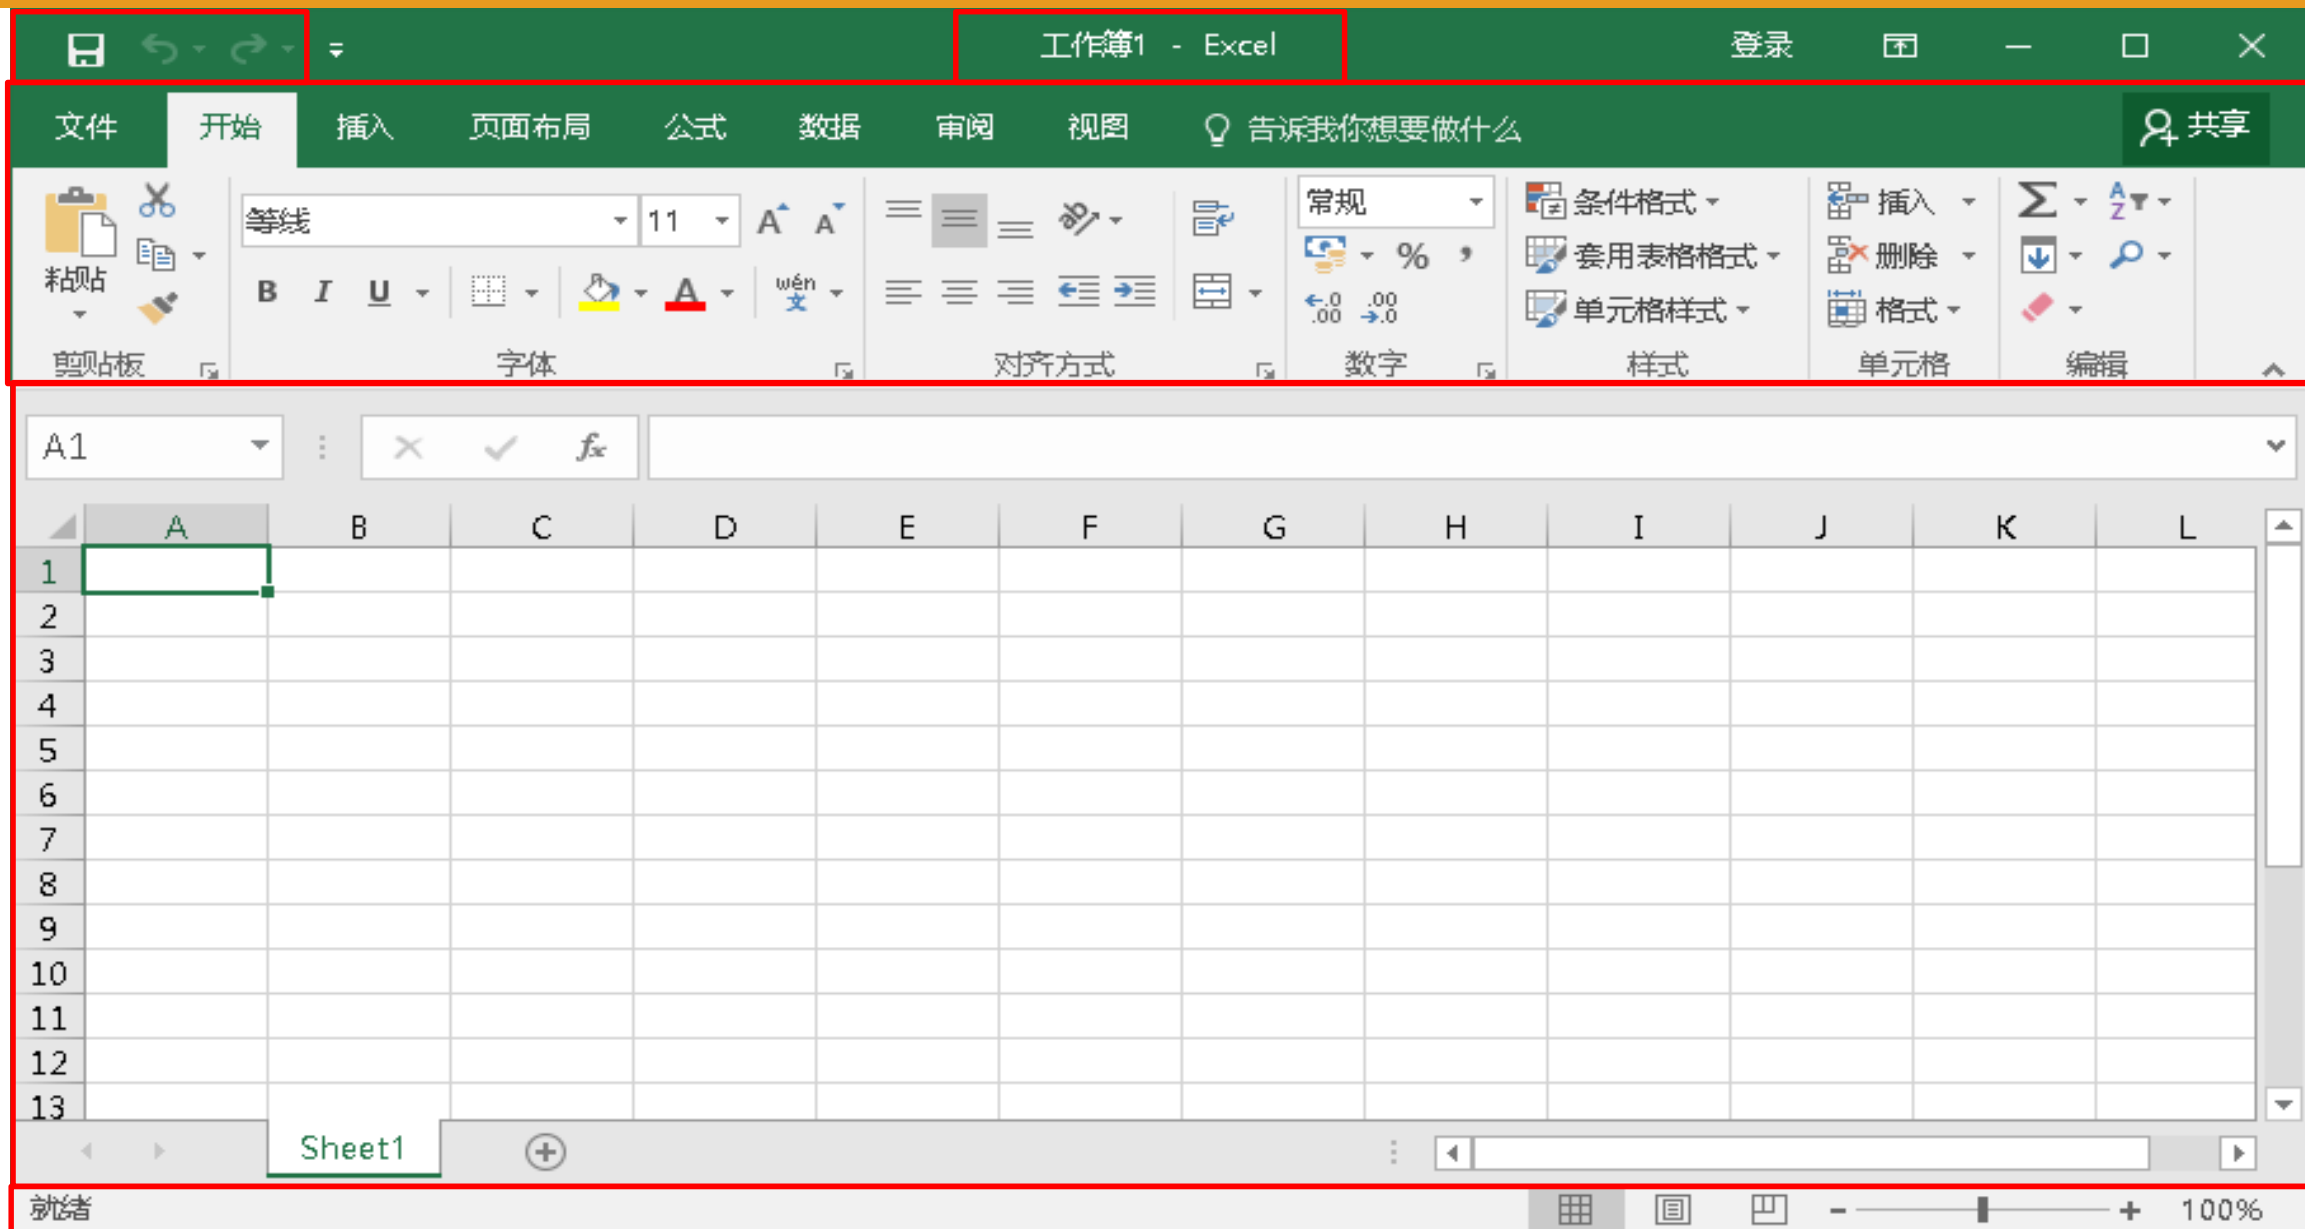 工作簿1 - Excel 登录
文件 开始 插入 页面布局 公式 数据 审阅 视图 告诉我你想要做什么 共享
等线 11 A A 常规 条件格式 插入 Σ A Z
粘贴 ab % , 套用表格格式 删除
B I U A wén 文 .0 .00 .00 .0 单元格样式 格式
剪贴板 字体 对齐方式 数字 样式 单元格 编辑
A1 fx
A B C D E F G H I J K L
1
2
3
4
5
6
7
8
9
10
11
12
13
Sheet1
就绪 100%